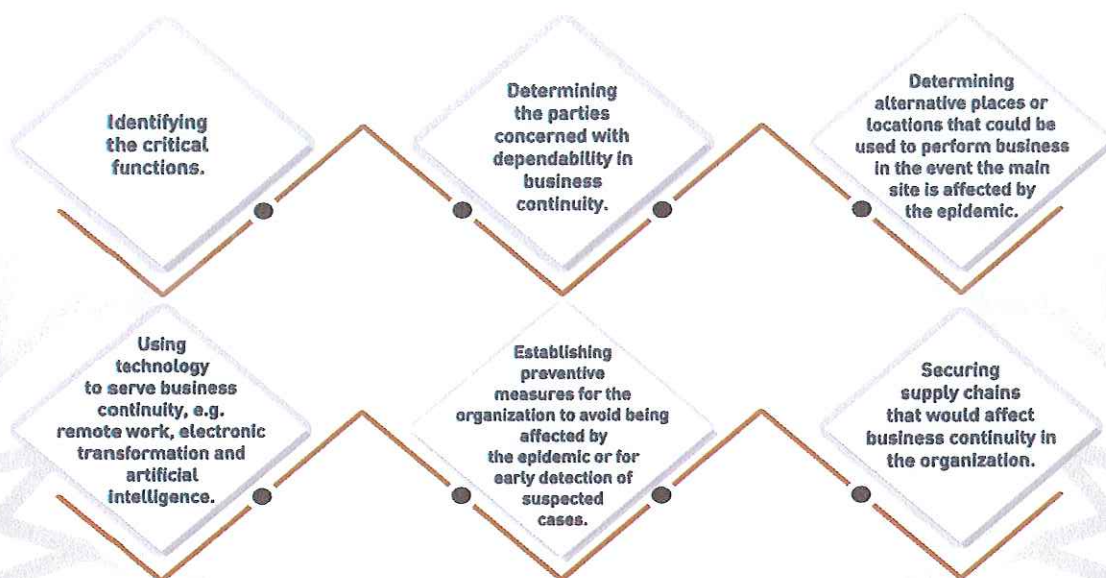 Identifying
the critical
functions.
Determining
the parties
concerned with
dependability in
business
continuity.
Determining
alternative places or
locations that could be
used to perform business
in the event the main
site is affected by
the epidemic.
Using
technology
to serve business
continuity, e.g.
remote work, electronic
transformation and
artificial
intelligence.
Establishing
preventive
measures for the
organization to avoid being
affected by
the epidemic or for
early detection of
suspected
cases.
Securing
supply chains
that would affect
business continuity in
the organization.